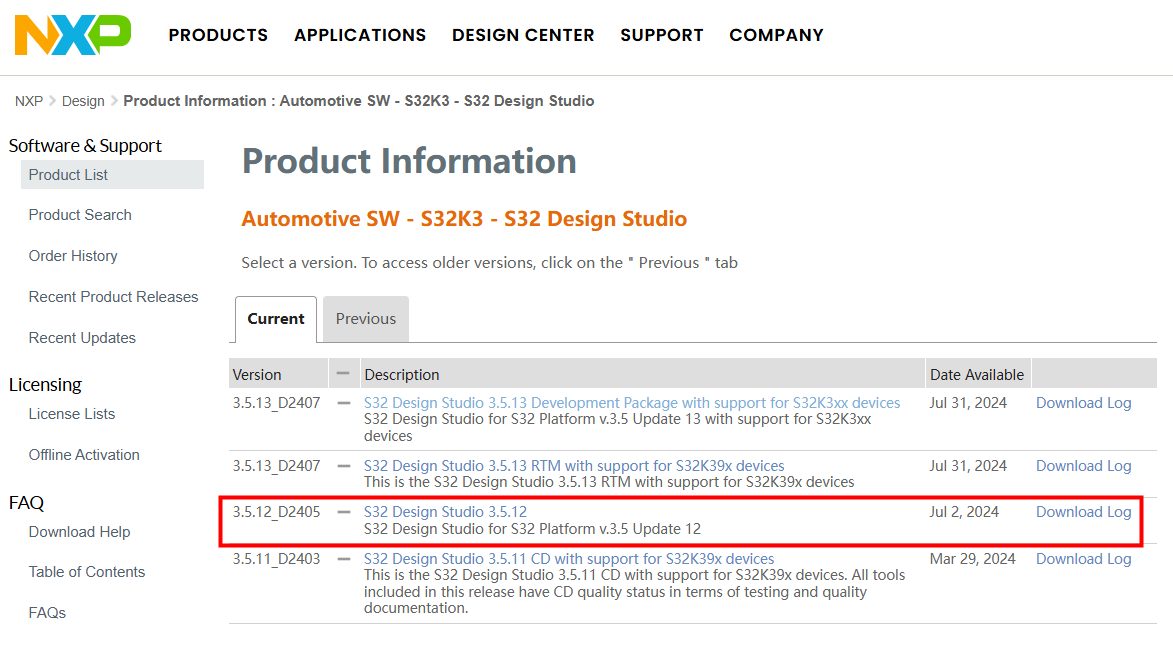 NXP
PRODUCTS APPLICATIONS DESIGN CENTER SUPPORT COMPANY
NXP > Design > Product Information : Automotive SW - S32K3 - S32 Design Studio
Software & Support
Product List
Product Search
Order History
Recent Product Releases
Recent Updates
Licensing
License Lists
Offline Activation
FAQ
Download Help
Table of Contents
FAQs
Product Information
Automotive SW - S32K3 - S32 Design Studio
Select a version. To access older versions, click on the " Previous " tab
Current Previous
Version — Description Date Available
3.5.13_D2407 — S32 Design Studio 3.5.13 Development Package with support for S32K3xx devices Jul 31, 2024 Download Log
S32 Design Studio for S32 Platform v.3.5 Update 13 with support for S32K3xx
devices
3.5.13_D2407 — S32 Design Studio 3.5.13 RTM with support for S32K39x devices Jul 31, 2024 Download Log
This is the S32 Design Studio 3.5.13 RTM with support for S32K39x devices
3.5.12_D2405 — S32 Design Studio 3.5.12 Jul 2, 2024 Download Log
S32 Design Studio for S32 Platform v.3.5 Update 12
3.5.11_D2403 — S32 Design Studio 3.5.11 CD with support for S32K39x devices Mar 29, 2024 Download Log
This is the S32 Design Studio 3.5.11 CD with support for S32K39x devices. All tools
included in this release have CD quality status in terms of testing and quality
documentation.